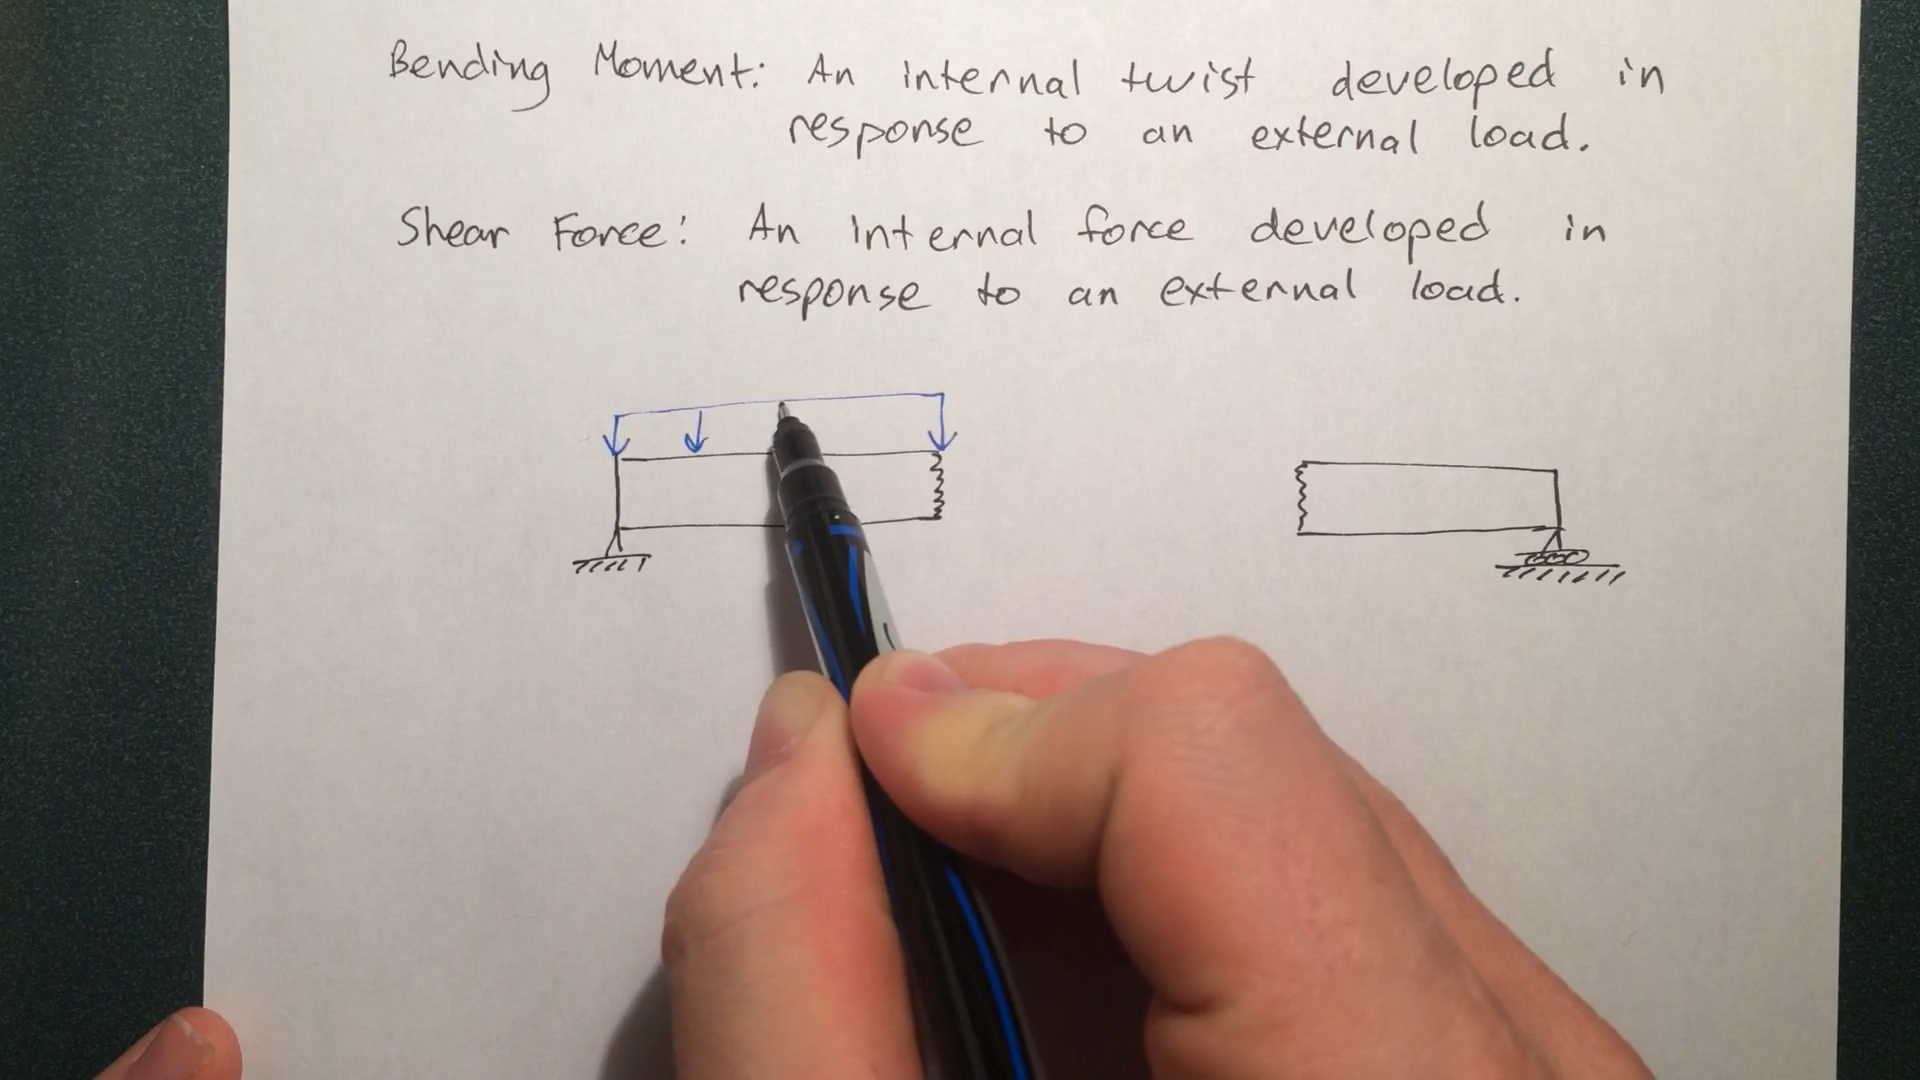 Bending Moment: An internal twist developed in
response to an external load.
Shear Force: An internal force developed in
response to an external load.